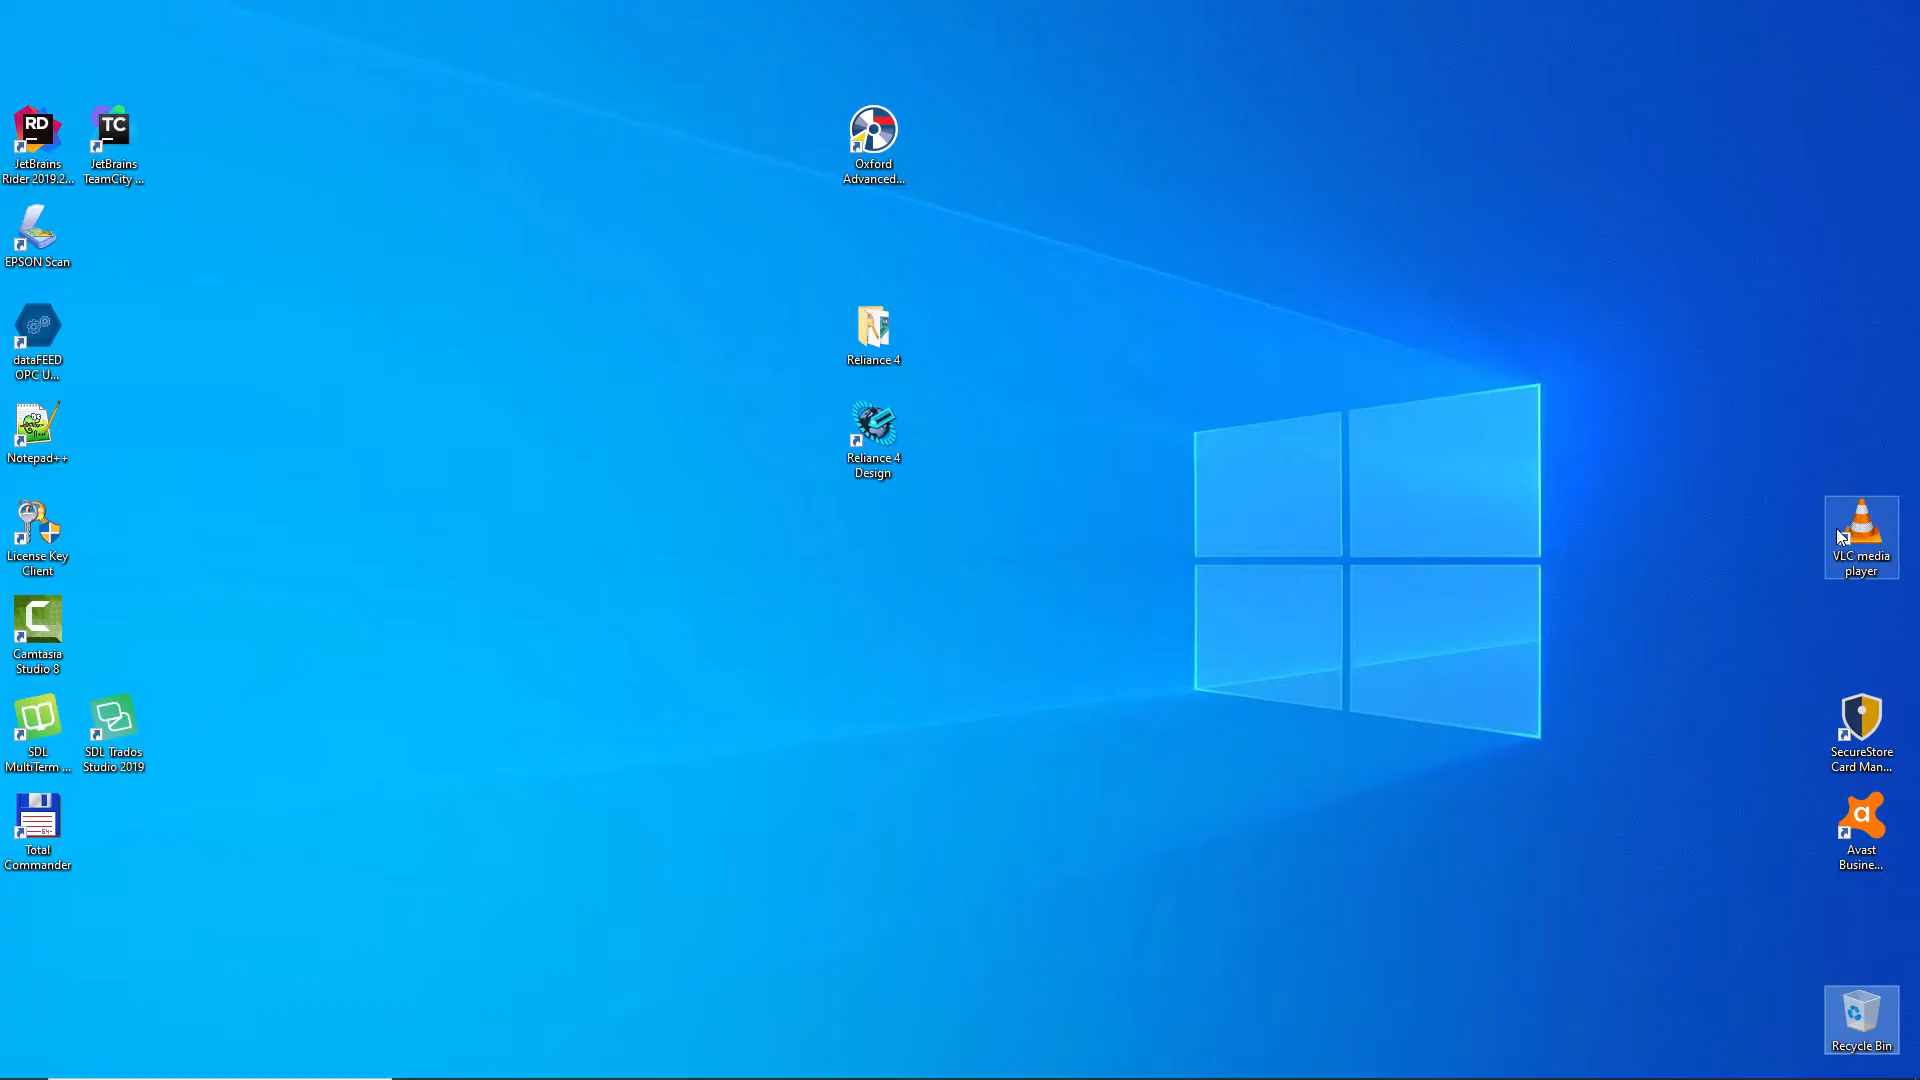 RD
JetBrains
Rider 2019.2...
TC
JetBrains
TeamCity ...
Oxford
Advanced...
EPSON Scan
dataFEED
OPC U...
Reliance 4
Notepad++
Reliance 4
Design
License Key
Client
VLC media
player
Camtasia
Studio 8
SDL
MultiTerm ...
SDL Trados
Studio 2019
SecureStore
Card Man...
Total
Commander
Avast
Busine...
Recycle Bin